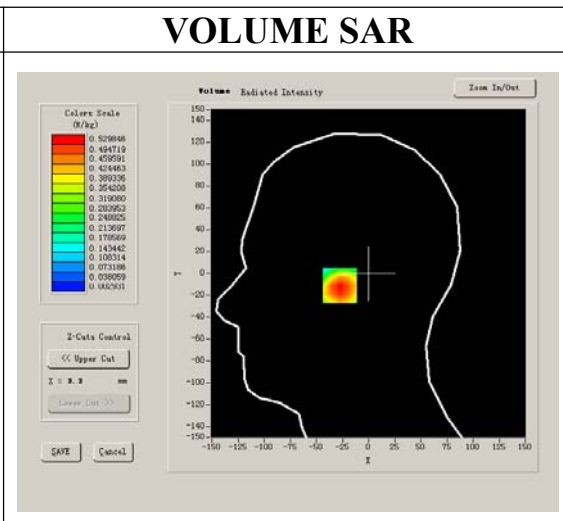 VOLUME SAR
Volume Radiated Intensity
Zoom In/Out
Colors Scale
(W/kg)
0.529846
0.494719
0.459591
0.424463
0.389336
0.354208
0.319080
0.283953
0.248825
0.213697
0.178569
0.143442
0.108314
0.073186
0.038059
0.002931
150
140
120
100
80
60
40
20
0
-20
-40
-60
-80
-100
-120
-140
-150
Y
-150 -125 -100 -75 -50 -25 0 25 50 75 100 125 150
X
Z-Cuts Control
<< Upper Cut
mm
Lower Cut >>
SAVE Cancel